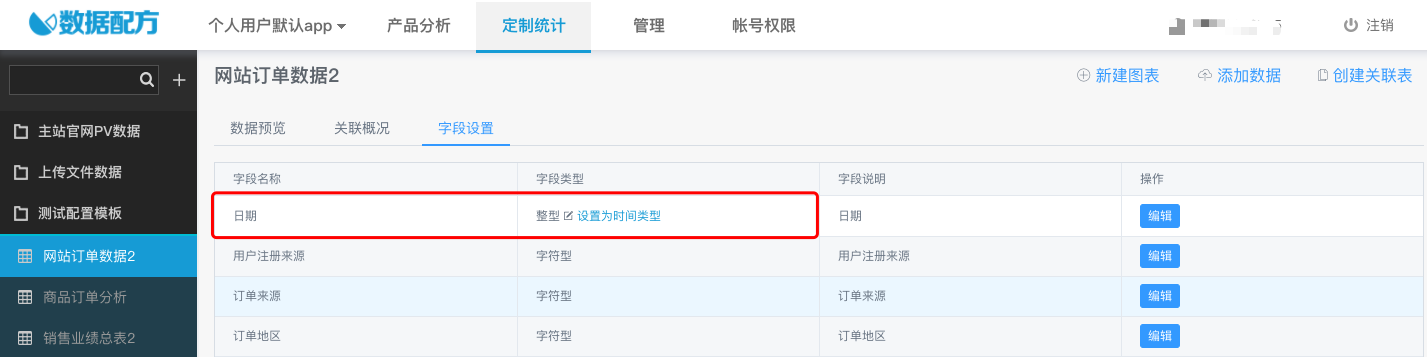 数据配方 个人用户默认app 产品分析 定制统计 管理 帐号权限 注销
网站订单数据2 新建图表 添加数据 创建关联表
数据预览 关联概况 字段设置
主站官网PV数据
上传文件数据
测试配置模板
网站订单数据2
商品订单分析
销售业绩总表2
字段名称 字段类型 字段说明 操作
日期 整型 设置为时间类型 日期 编辑
用户注册来源 字符型 用户注册来源 编辑
订单来源 字符型 订单来源 编辑
订单地区 字符型 订单地区 编辑